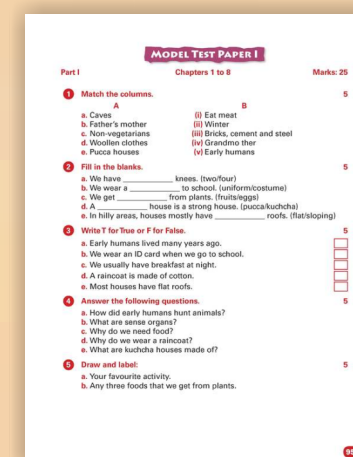 MODEL TEST PAPER I
Part I Chapters 1 to 8 Marks: 25
1 Match the columns. 5
A B
a. Caves (i) Eat meat
b. Father's mother (ii) Winter
c. Non-vegetarians (iii) Bricks, cement and steel
d. Woollen clothes (iv) Grandmo ther
e. Pucca houses (v) Early humans
2 Fill in the blanks. 5
a. We have ___________ knees. (two/four)
b. We wear a ___________ to school. (uniform/costume)
c. We get ___________ from plants. (fruits/eggs)
d. A ___________ house is a strong house. (pucca/kuchha)
e. In hilly areas, houses mostly have ___________ roofs. (flat/sloping)
3 Write T for True or F for False. 5
a. Early humans lived many years ago.
b. We wear an ID card when we go to school.
c. We usually have breakfast at night.
d. A raincoat is made of cotton.
e. Most houses have flat roofs.
4 Answer the following questions. 5
a. How did early humans hunt animals?
b. What are sense organs?
c. Why do we need food?
d. Why do we wear a raincoat?
e. What are kuchcha houses made of?
5 Draw and label: 5
a. Your favourite activity.
b. Any three foods that we get from plants.